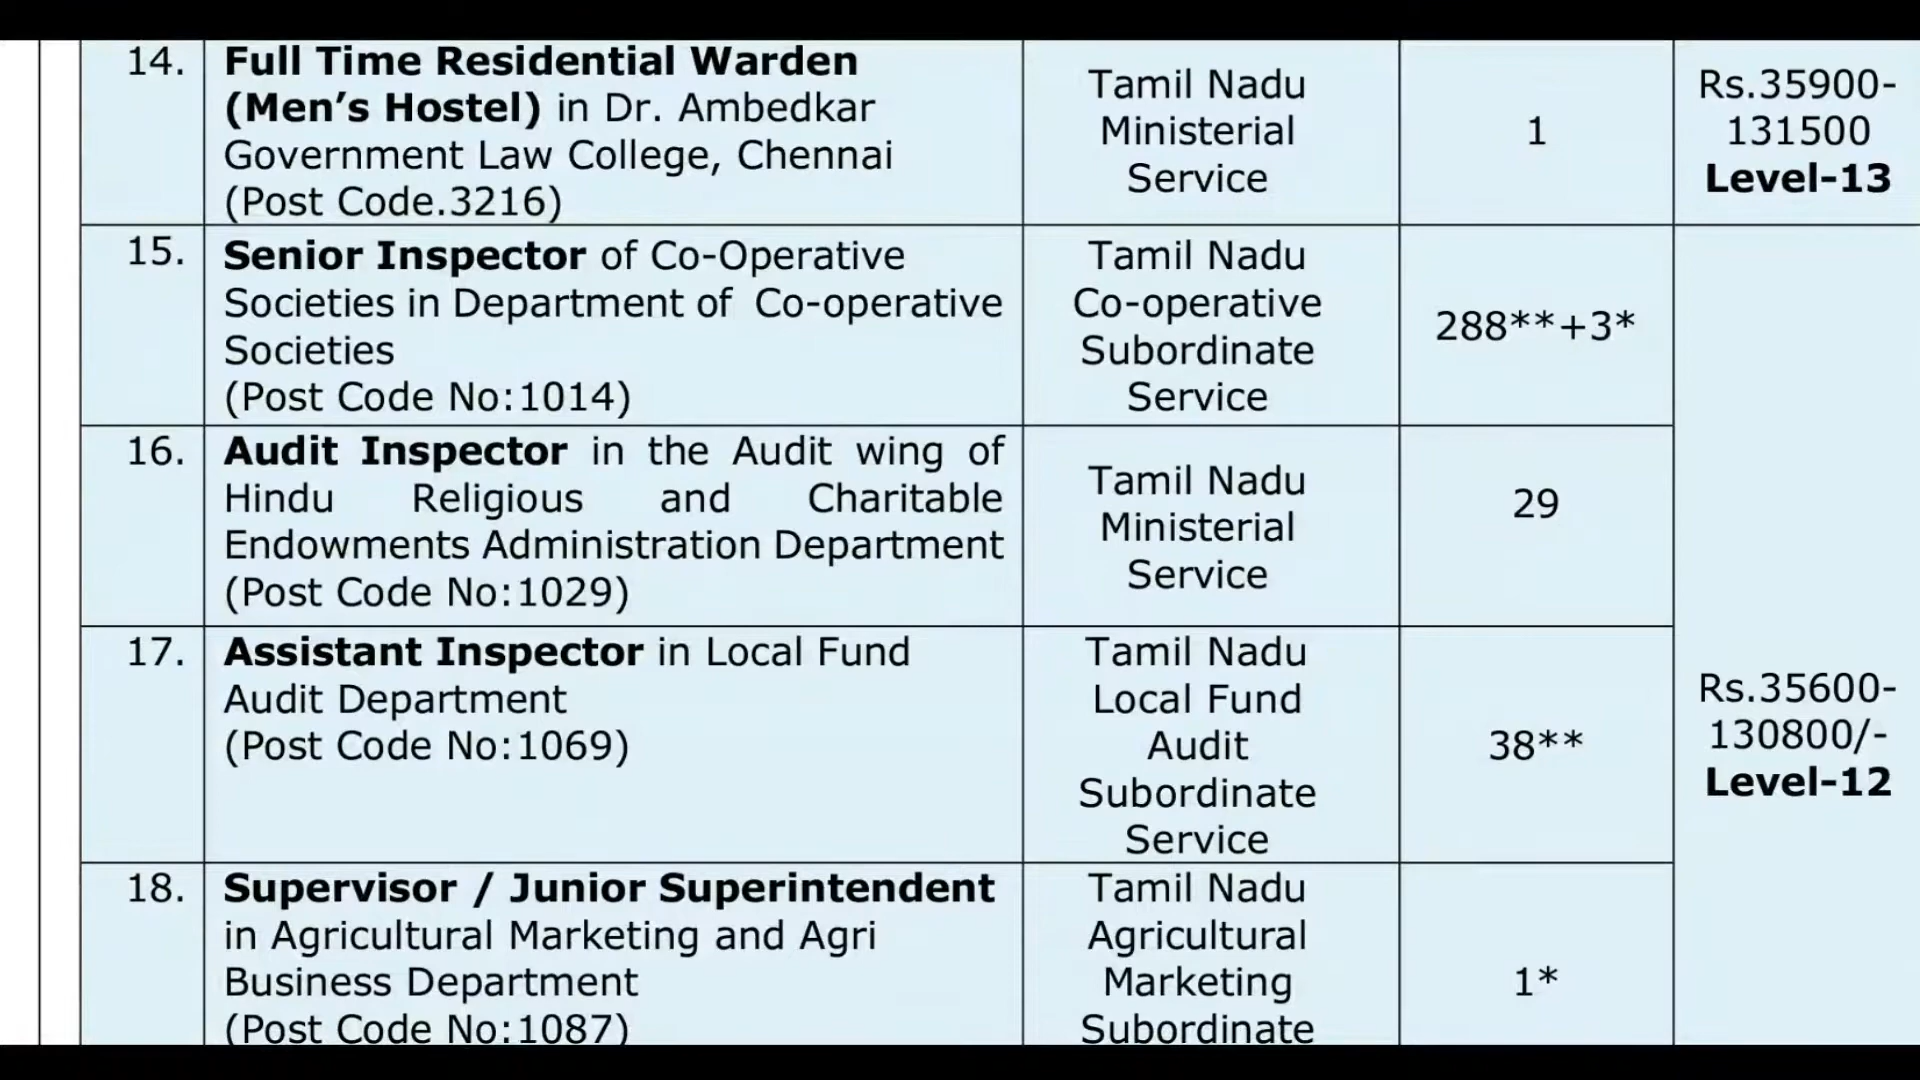 14.
Full Time Residential Warden
(Men’s Hostel) in Dr. Ambedkar
Government Law College, Chennai
(Post Code.3216)
Tamil Nadu
Ministerial
Service
1
Rs.35900-
131500
Level-13
15.
Senior Inspector of Co-Operative
Societies in Department of Co-operative
Societies
(Post Code No:1014)
Tamil Nadu
Co-operative
Subordinate
Service
288**+3*
16.
Audit Inspector in the Audit wing of
Hindu Religious and Charitable
Endowments Administration Department
(Post Code No:1029)
Tamil Nadu
Ministerial
Service
29
17.
Assistant Inspector in Local Fund
Audit Department
(Post Code No:1069)
Tamil Nadu
Local Fund
Audit
Subordinate
Service
38**
Rs.35600-
130800/-
Level-12
18.
Supervisor / Junior Superintendent
in Agricultural Marketing and Agri
Business Department
(Post Code No:1087)
Tamil Nadu
Agricultural
Marketing
Subordinate
1*